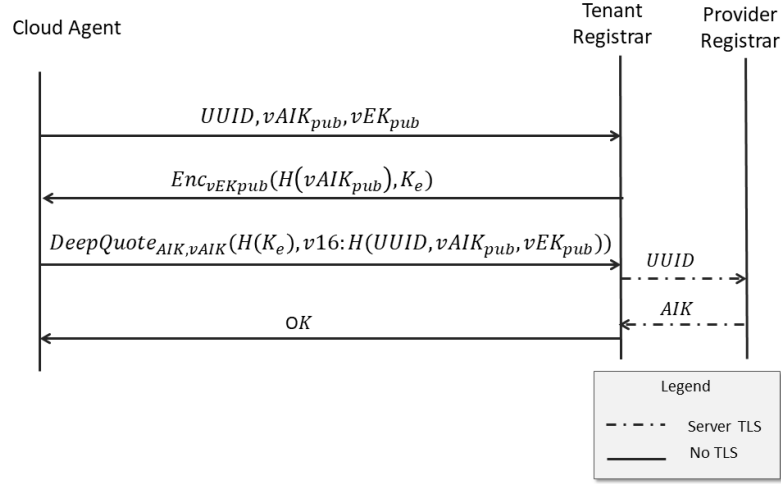 Cloud Agent
Tenant
Registrar
Provider
Registrar
UUID, vAIK_pub, vEK_pub
Enc_vEKpub(H(vAIK_pub), K_e)
DeepQuote_AIK,vAIK(H(K_e), v16: H(UUID, vAIK_pub, vEK_pub))
UUID
AIK
OK
Legend
Server TLS
No TLS